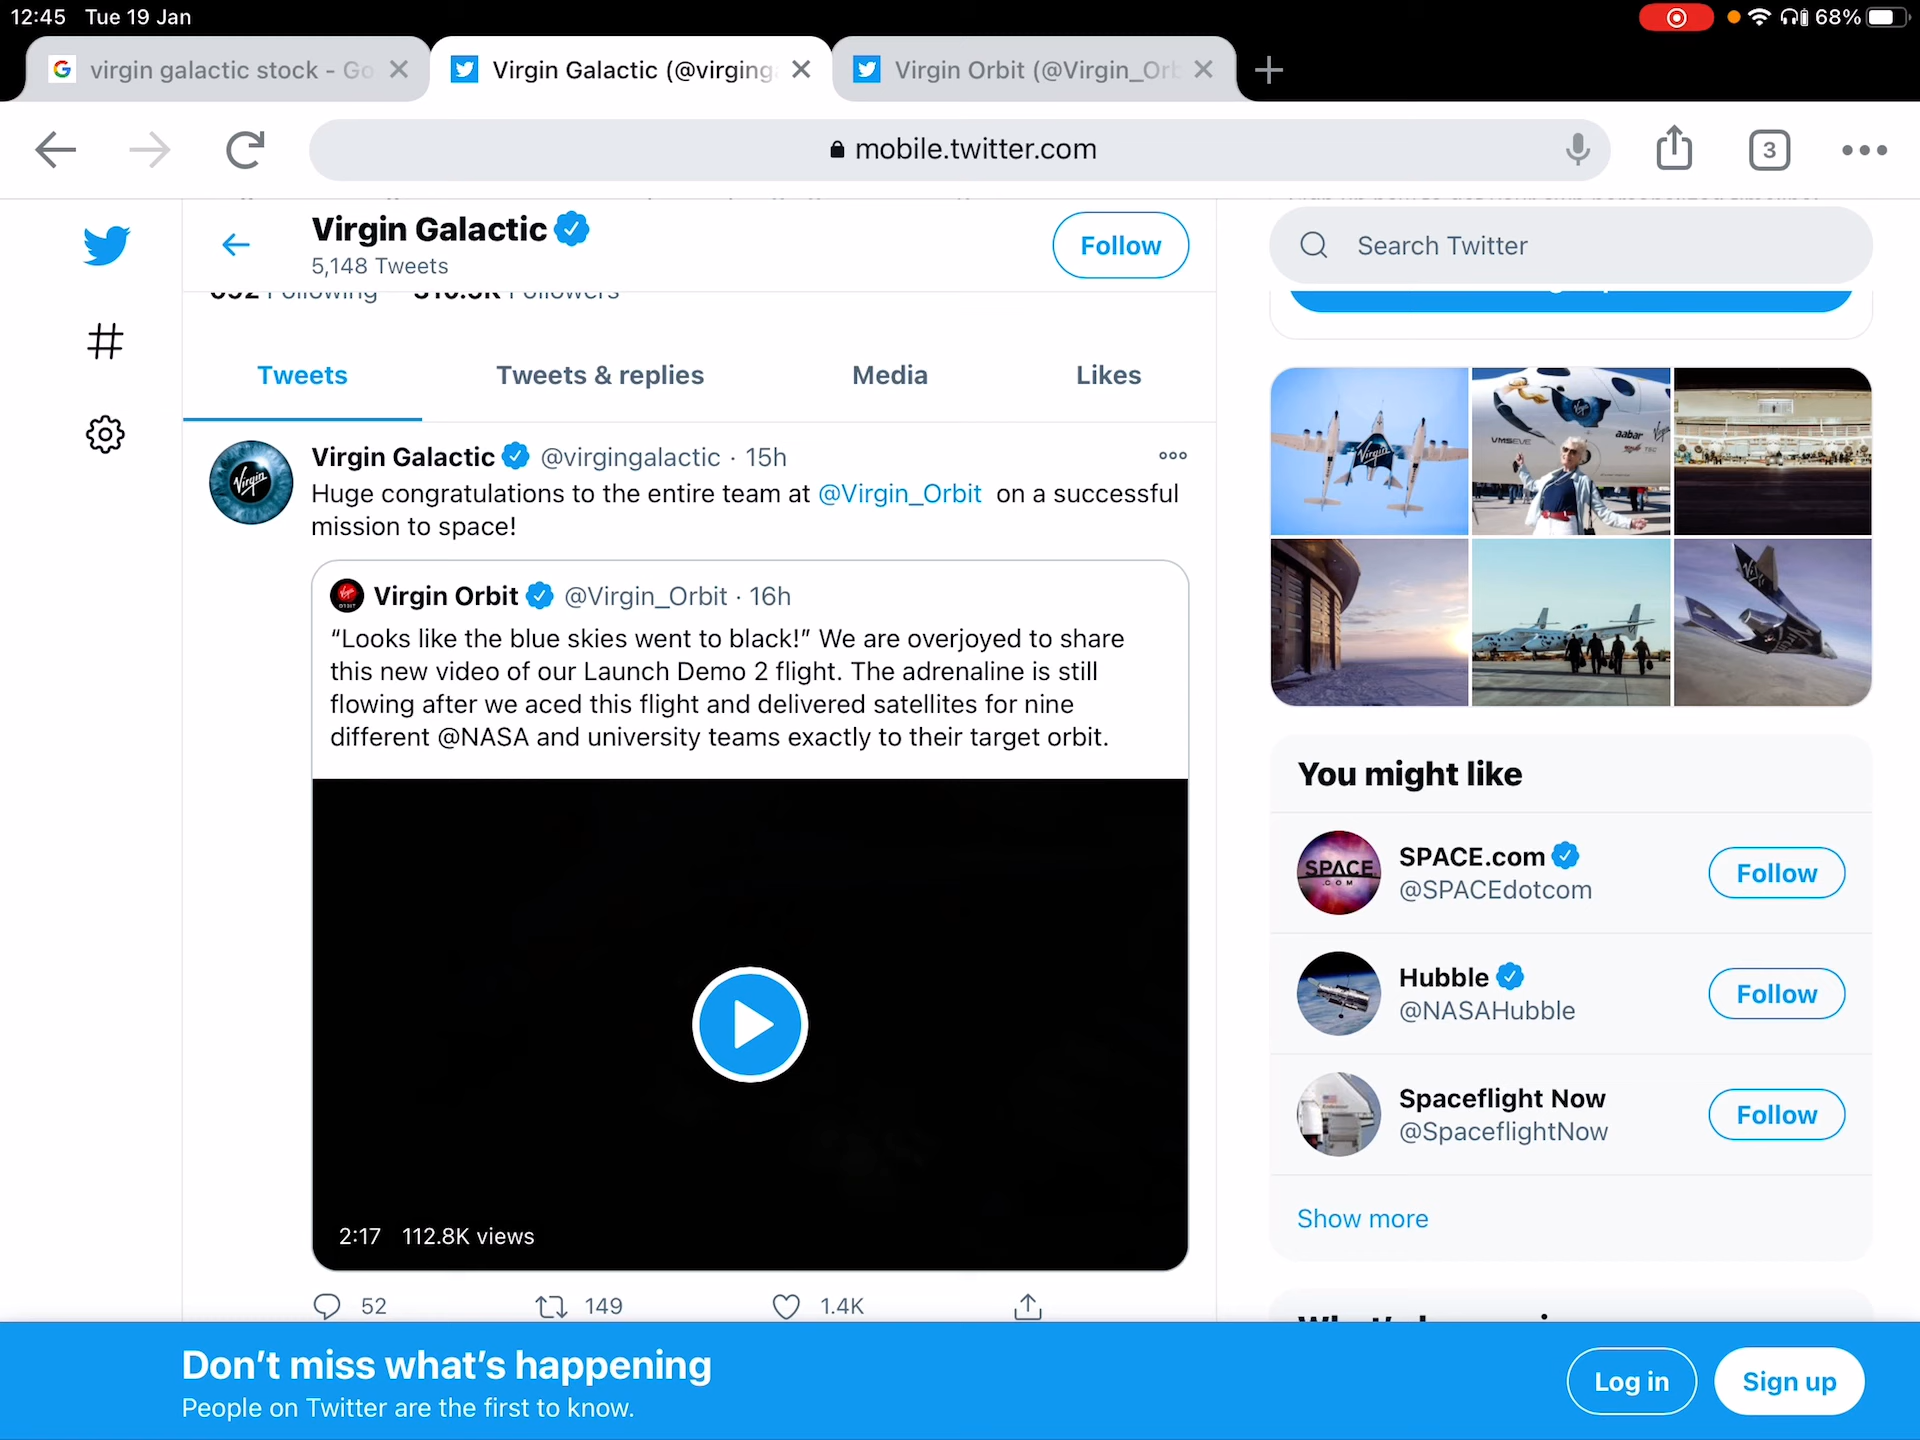 12:45 Tue 19 Jan
68%
virgin galactic stock - Go
Virgin Galactic (@virging
Virgin Orbit (@Virgin_Orb
mobile.twitter.com
3
Virgin Galactic
5,148 Tweets
Follow
Search Twitter
Following Followers
Tweets
Tweets & replies
Media
Likes
Virgin Galactic @virgingalactic · 15h
Huge congratulations to the entire team at @Virgin_Orbit on a successful
mission to space!
Virgin Orbit @Virgin_Orbit · 16h
“Looks like the blue skies went to black!” We are overjoyed to share
this new video of our Launch Demo 2 flight. The adrenaline is still
flowing after we aced this flight and delivered satellites for nine
different @NASA and university teams exactly to their target orbit.
2:17 112.8K views
52
149
1.4K
You might like
SPACE.com
@SPACEdotcom
Follow
Hubble
@NASAHubble
Follow
Spaceflight Now
@SpaceflightNow
Follow
Show more
Don’t miss what’s happening
People on Twitter are the first to know.
Log in
Sign up